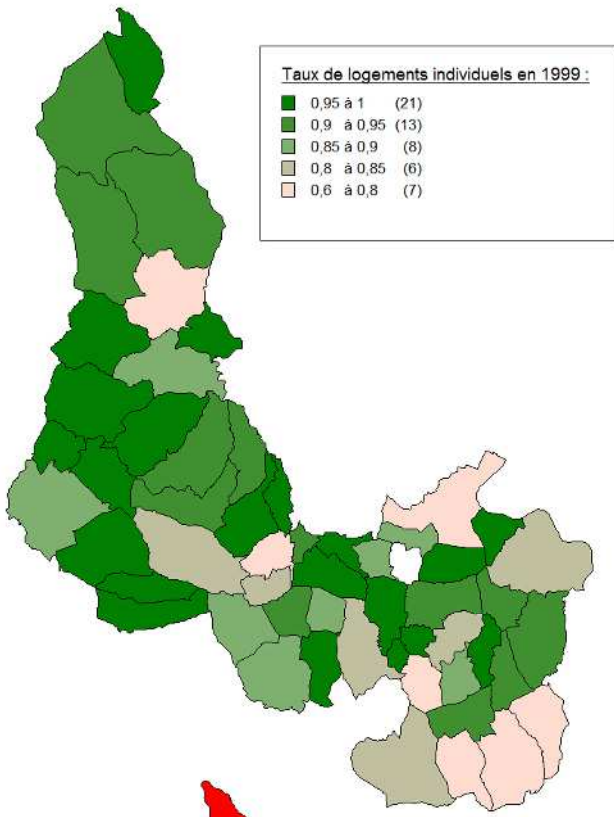 Taux de logements individuels en 1999 :
0,95 à 1 (21)
0,9 à 0,95 (13)
0,85 à 0,9 (8)
0,8 à 0,85 (6)
0,6 à 0,8 (7)